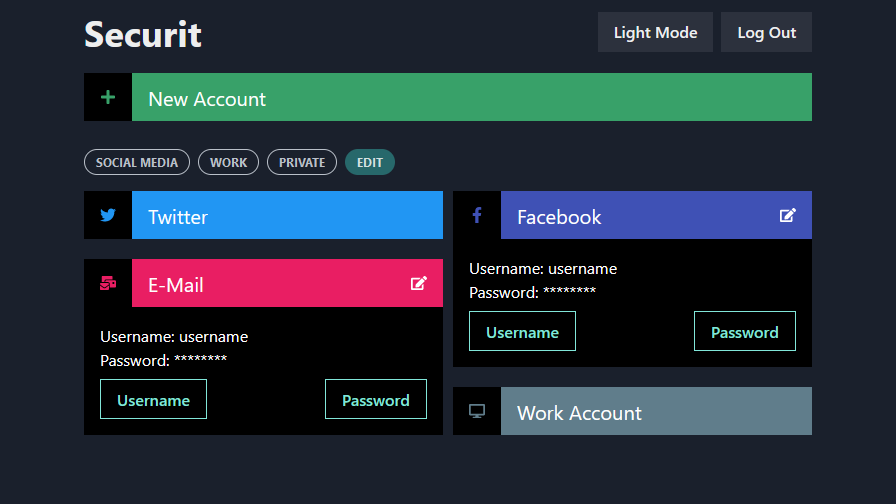 Securit
Light Mode
Log Out
New Account
SOCIAL MEDIA
WORK
PRIVATE
EDIT
Twitter
E-Mail
Username: username
Password: ********
Username
Password
Facebook
Username: username
Password: ********
Username
Password
Work Account